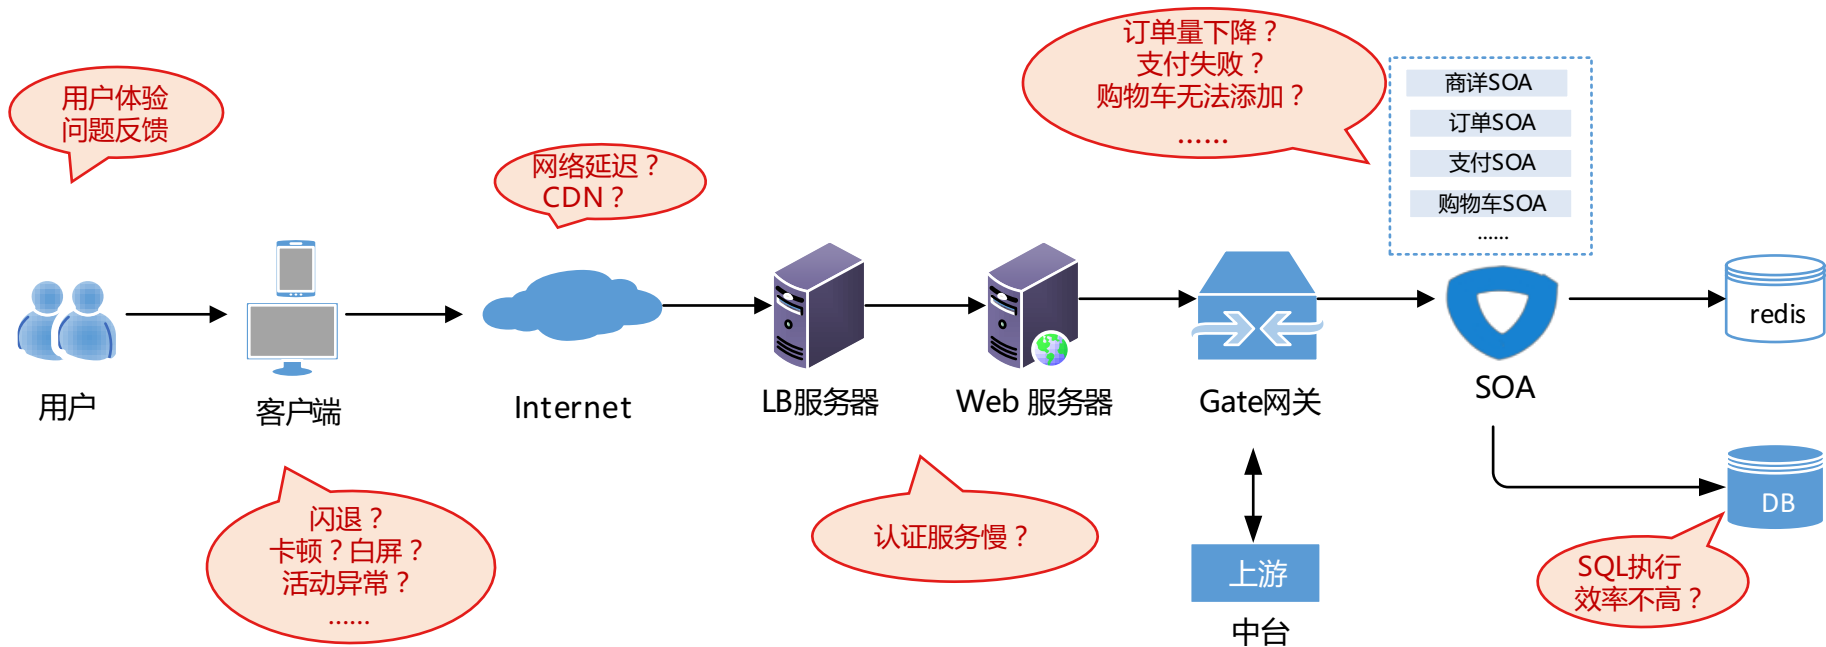 用户体验
问题反馈
网络延迟？
CDN？
订单量下降？
支付失败？
购物车无法添加？
......
商详SOA
订单SOA
支付SOA
购物车SOA
......
redis
用户
客户端
Internet
LB服务器
Web 服务器
Gate网关
SOA
DB
闪退？
卡顿？白屏？
活动异常？
......
认证服务慢？
上游
中台
SQL执行
效率不高？